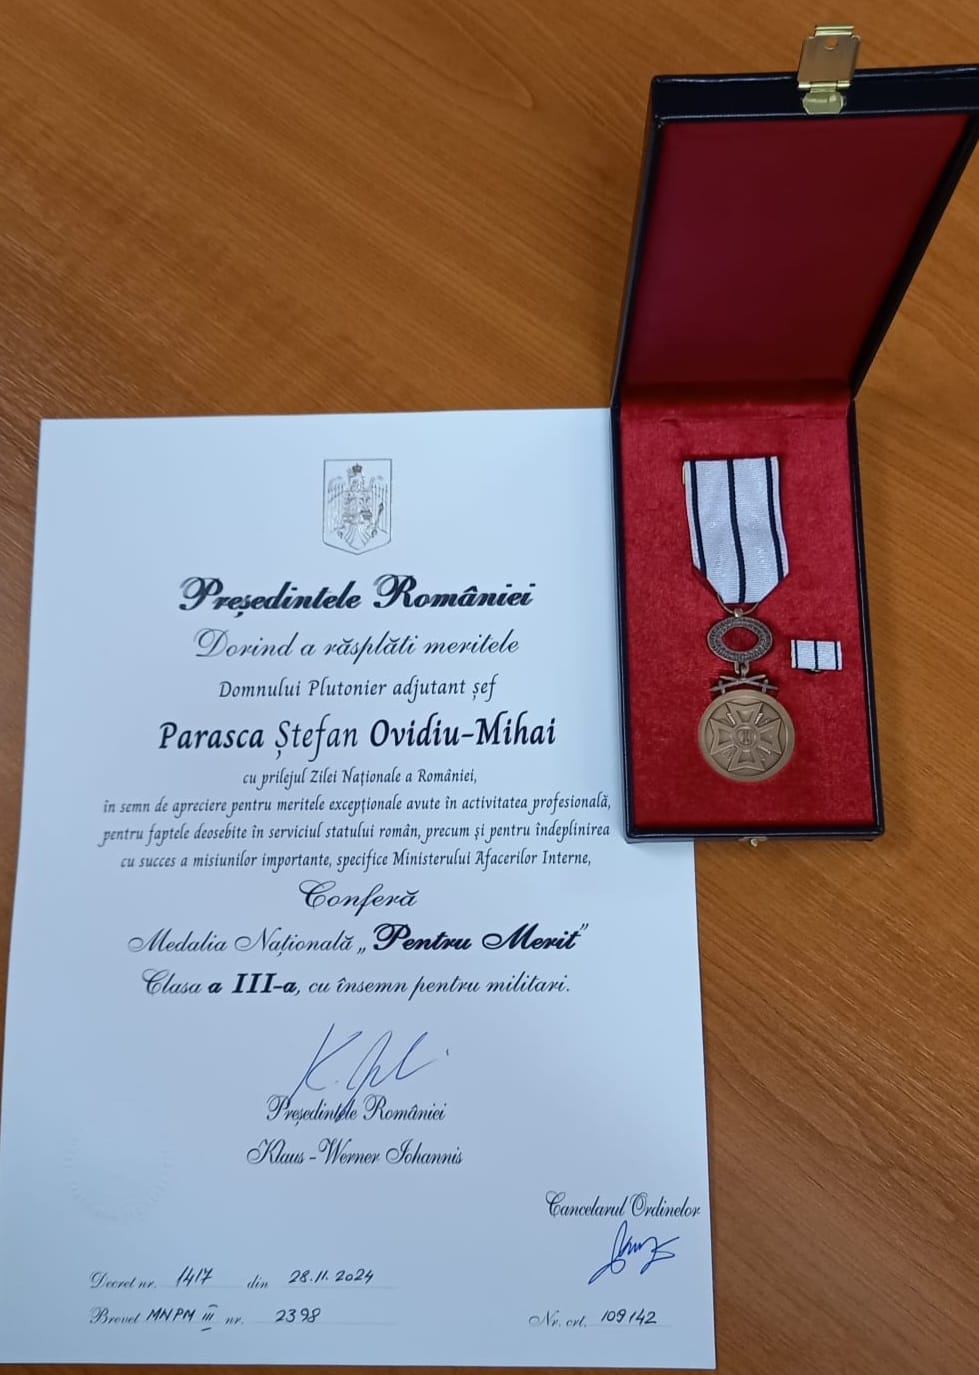 Președintele României
Dorind a răsplăti meritele
Domnului Plutonier adjutant șef
Parasca Ștefan Ovidiu-Mihai
cu prilejul Zilei Naționale a României,
în semn de apreciere pentru meritele excepționale avute în activitatea profesională,
pentru faptele deosebite în serviciul statului român, precum și pentru îndeplinirea
cu succes a misiunilor importante, specifice Ministerului Afacerilor Interne,
Conferă
Medalia Națională „Pentru Merit”
Clasa a III-a, cu însemn pentru militari.
Președintele României
Klaus-Werner Iohannis
Cancelarul Ordinelor
Decret nr. 1417 din 28.11.2024
Brevet MNPM III nr. 2398
Nr. crt. 109142